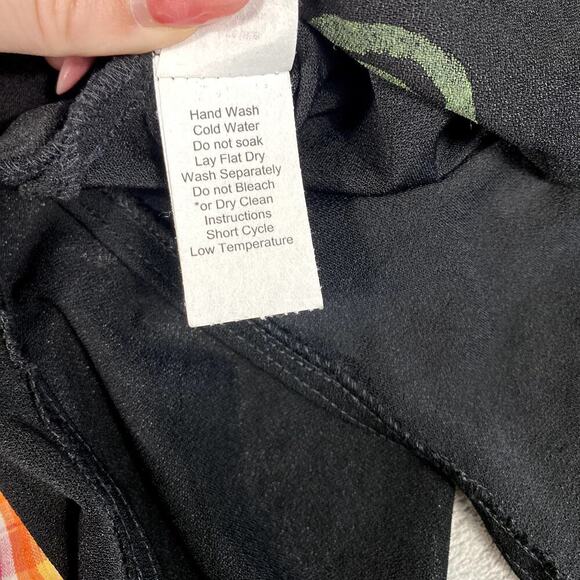 Hand Wash
Cold Water
Do not soak
Lay Flat Dry
Wash Separately
Do not Bleach
*or Dry Clean
Instructions
Short Cycle
Low Temperature